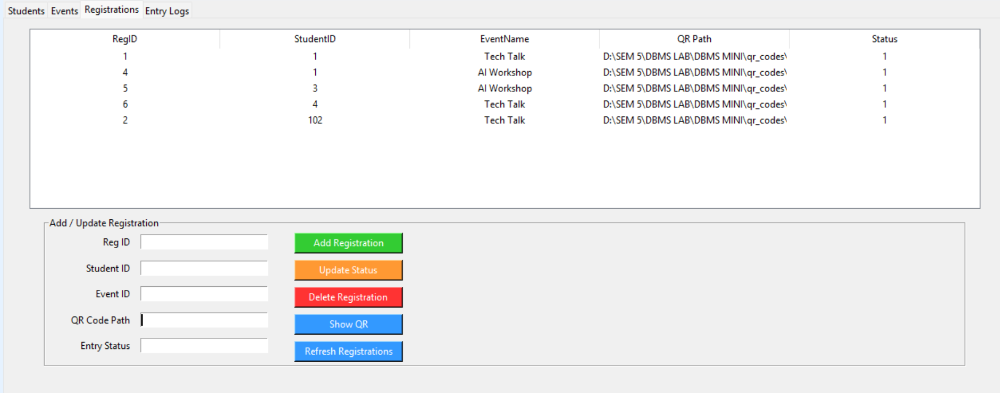 Students Events Registrations Entry Logs
RegID StudentID EventName QR Path Status
1 1 Tech Talk D:\SEM 5\DBMS LAB\DBMS MINI\qr_codes\ 1
4 1 AI Workshop D:\SEM 5\DBMS LAB\DBMS MINI\qr_codes\ 1
5 3 AI Workshop D:\SEM 5\DBMS LAB\DBMS MINI\qr_codes\ 1
6 4 Tech Talk D:\SEM 5\DBMS LAB\DBMS MINI\qr_codes\ 1
2 102 Tech Talk D:\SEM 5\DBMS LAB\DBMS MINI\qr_codes\ 1
Add / Update Registration
Reg ID Add Registration
Student ID Update Status
Event ID Delete Registration
QR Code Path Show QR
Entry Status Refresh Registrations